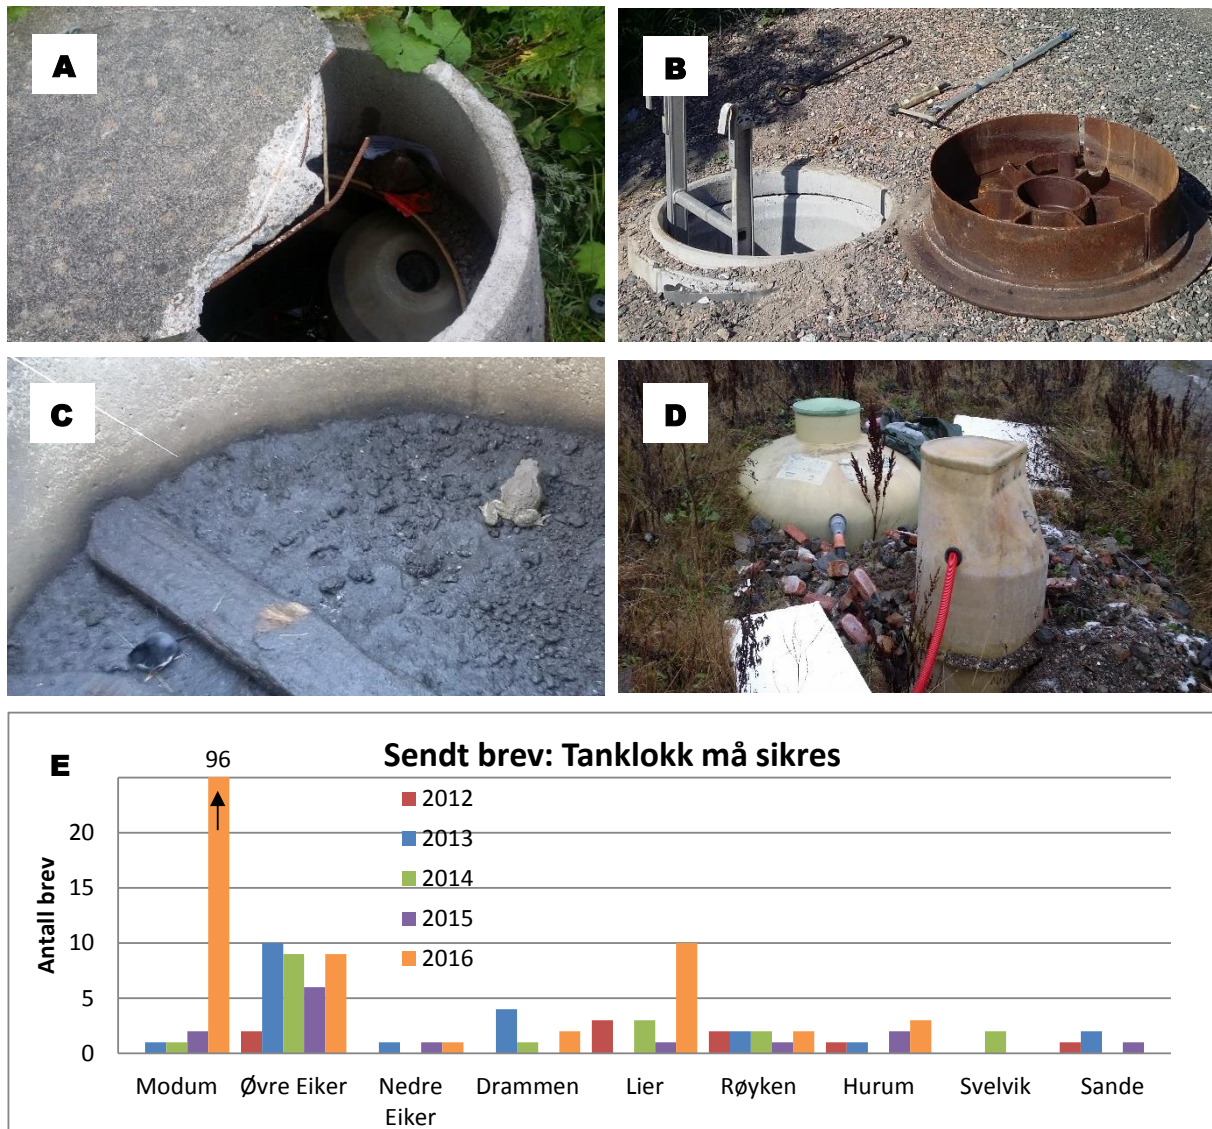 A
B
C
D
E
Sendt brev: Tanklokk må sikres
96
2012
2013
2014
2015
2016
Antall brev
20
15
10
5
0
Modum
Øvre Eiker
Nedre
Eiker
Drammen
Lier
Røyken
Hurum
Svelvik
Sande